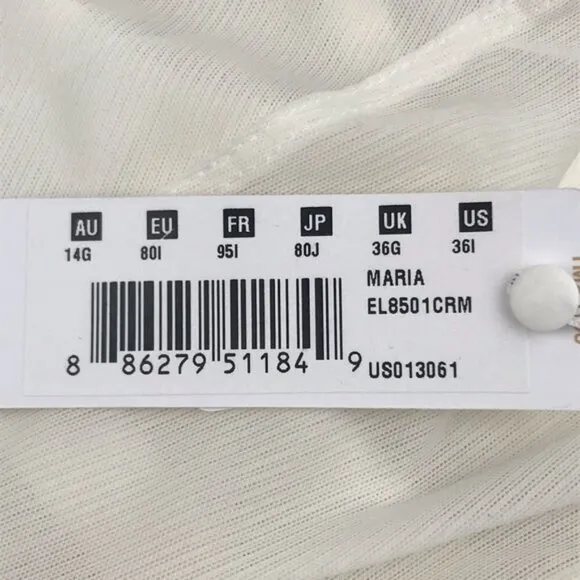 AU EU FR JP UK US
14G 80I 95I 80J 36G 36I
MARIA
EL8501CRM
8 86279 51184 9
US013061